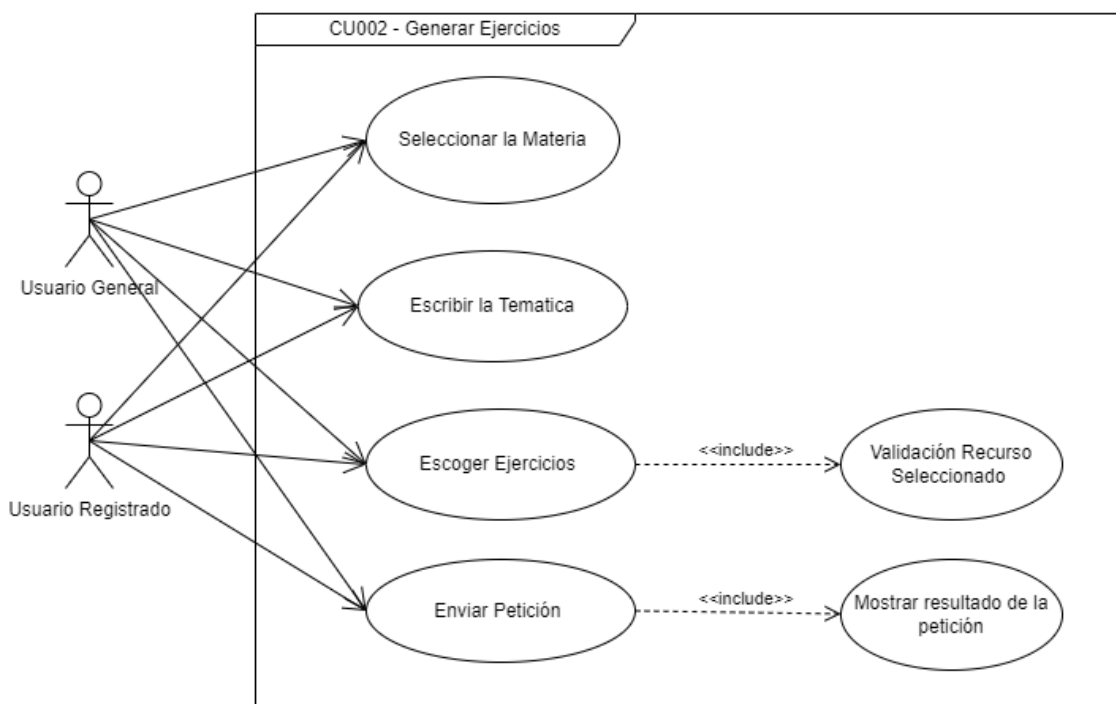 CU002 - Generar Ejercicios
Seleccionar la Materia
Usuario General
Escribir la Tematica
Usuario Registrado
Escoger Ejercicios
<<include>>
Validación Recurso
Seleccionado
Enviar Petición
<<include>>
Mostrar resultado de la
petición